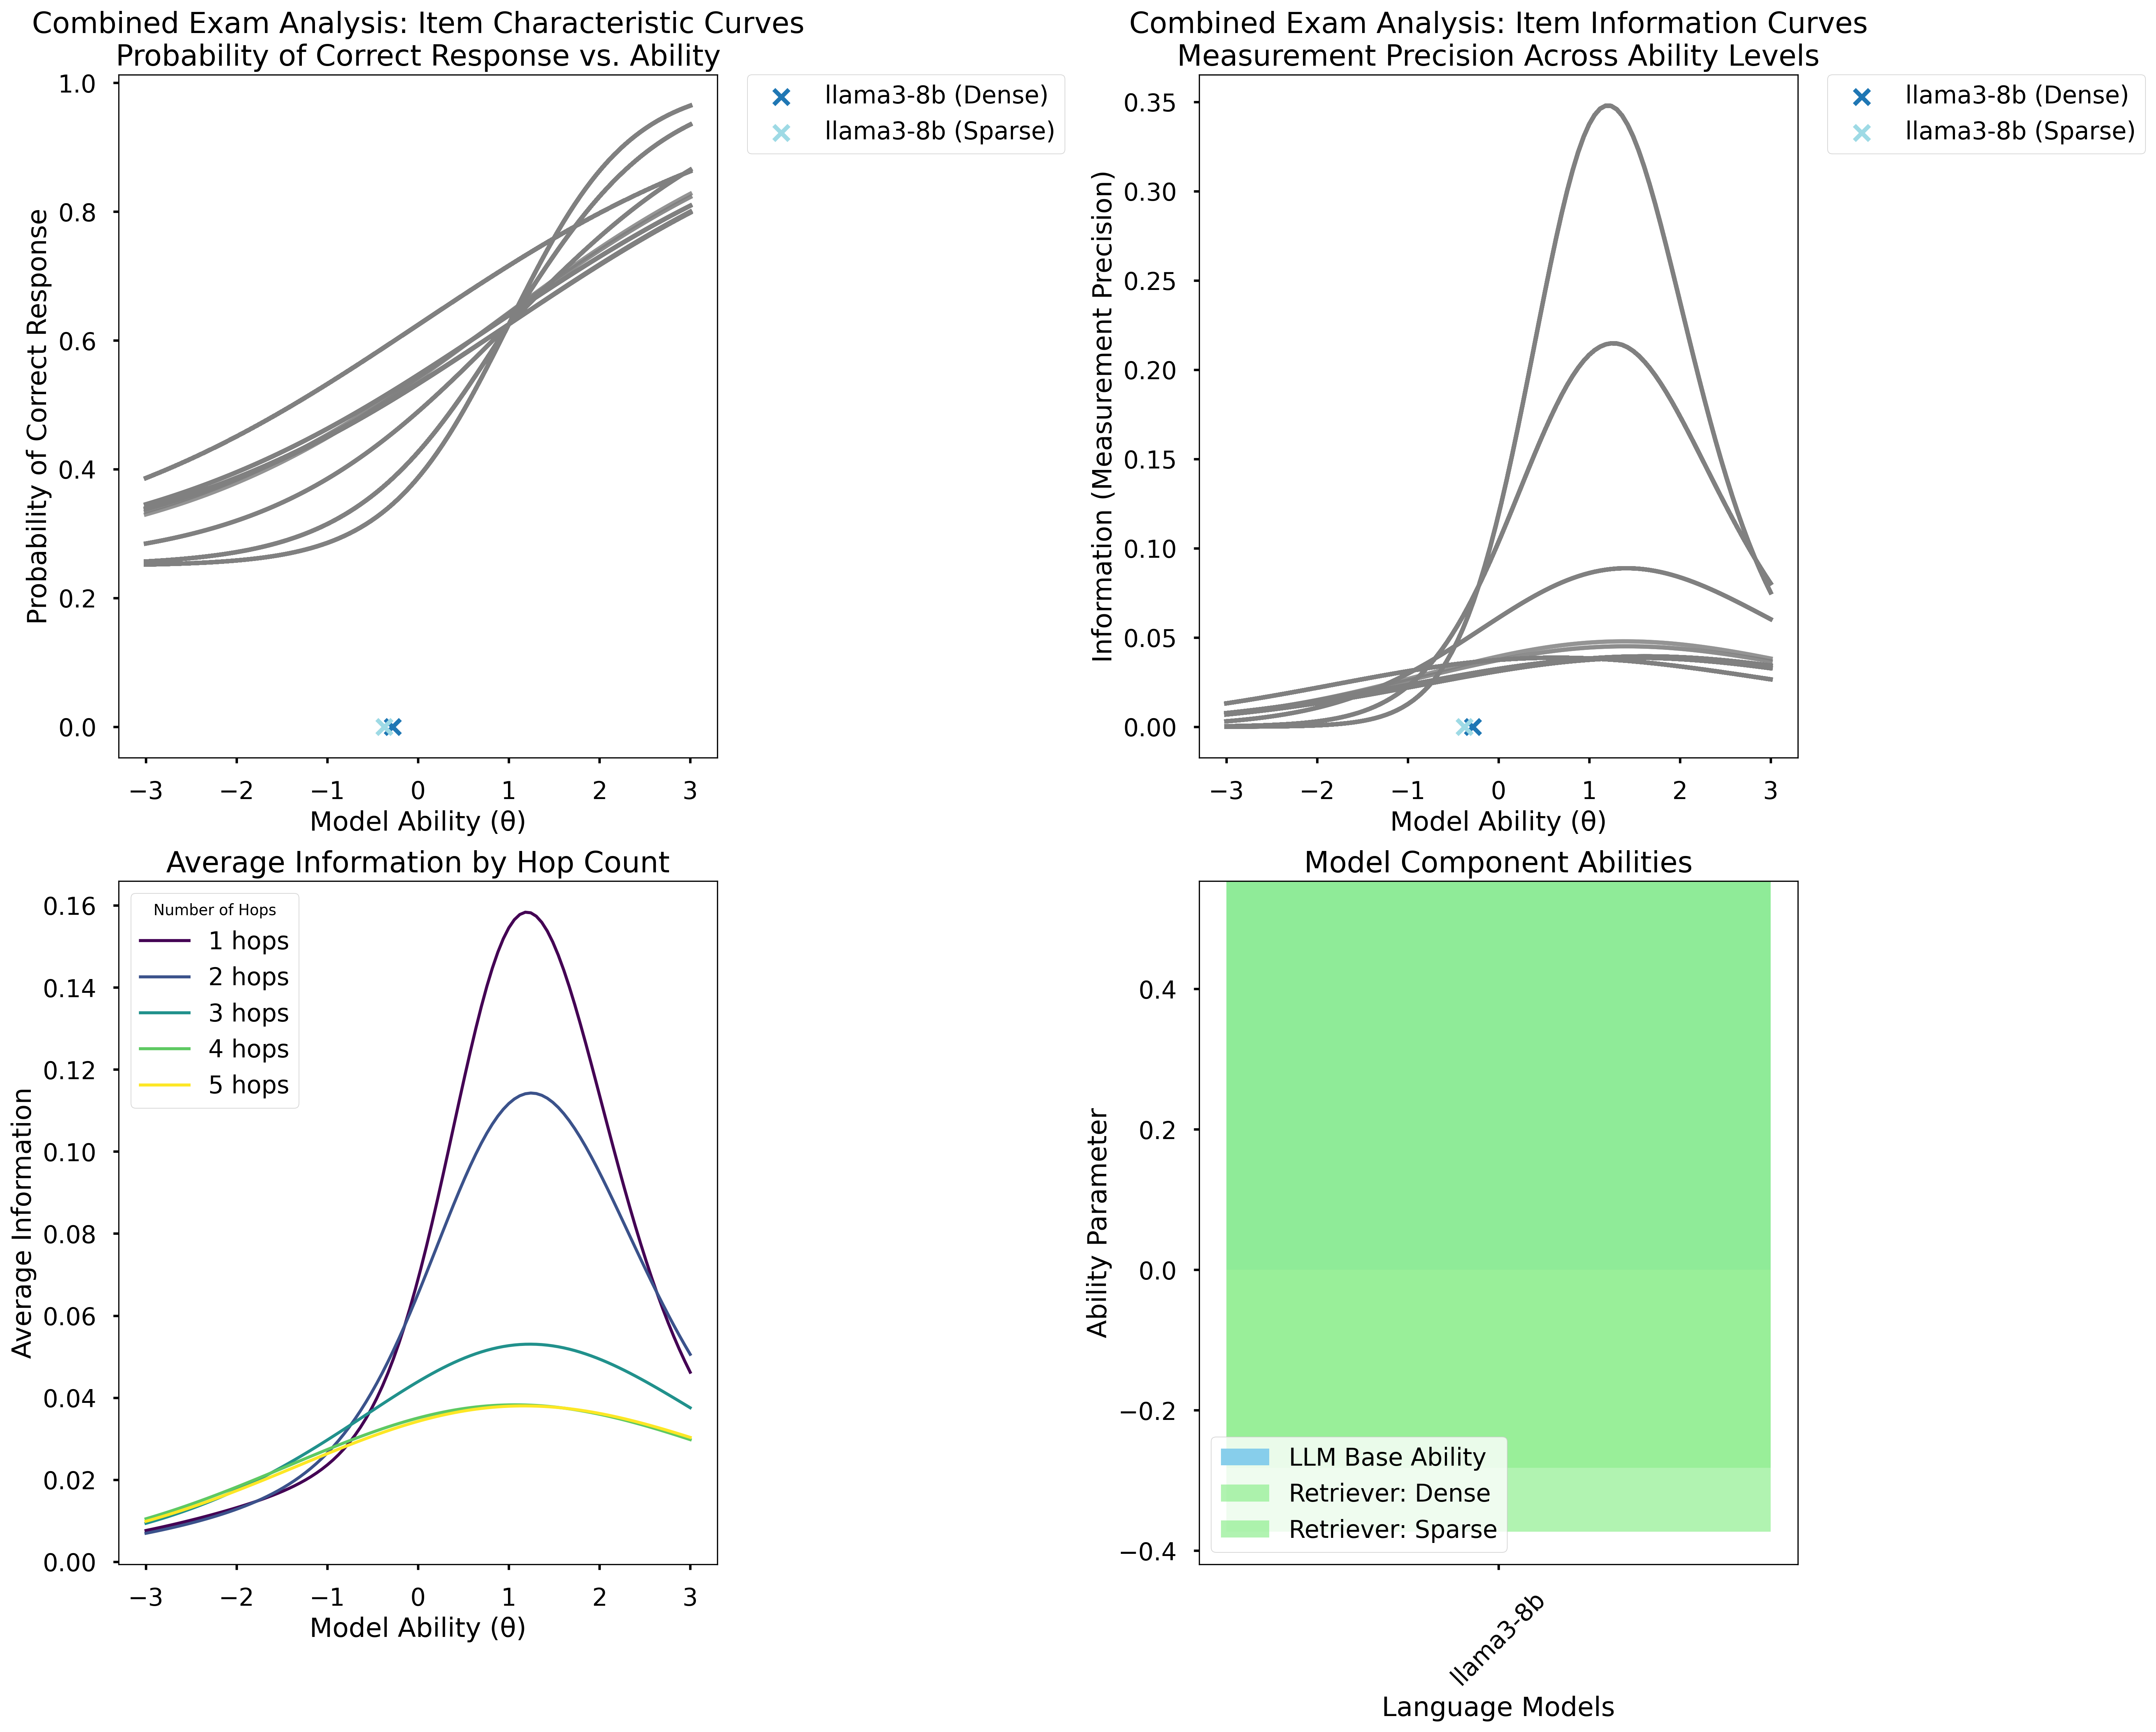 Combined Exam Analysis: Item Characteristic Curves
Probability of Correct Response vs. Ability
1.0
0.8
0.6
0.4
0.2
0.0
Probability of Correct Response
−3
−2
−1
0
1
2
3
Model Ability (θ)
llama3-8b (Dense)
llama3-8b (Sparse)
Combined Exam Analysis: Item Information Curves
Measurement Precision Across Ability Levels
0.35
0.30
0.25
0.20
0.15
0.10
0.05
0.00
Information (Measurement Precision)
−3
−2
−1
0
1
2
3
Model Ability (θ)
llama3-8b (Dense)
llama3-8b (Sparse)
Average Information by Hop Count
0.16
0.14
0.12
0.10
0.08
0.06
0.04
0.02
0.00
Average Information
Number of Hops
1 hops
2 hops
3 hops
4 hops
5 hops
−3
−2
−1
0
1
2
3
Model Ability (θ)
Model Component Abilities
0.4
0.2
0.0
−0.2
−0.4
Ability Parameter
LLM Base Ability
Retriever: Dense
Retriever: Sparse
llama3-8b
Language Models